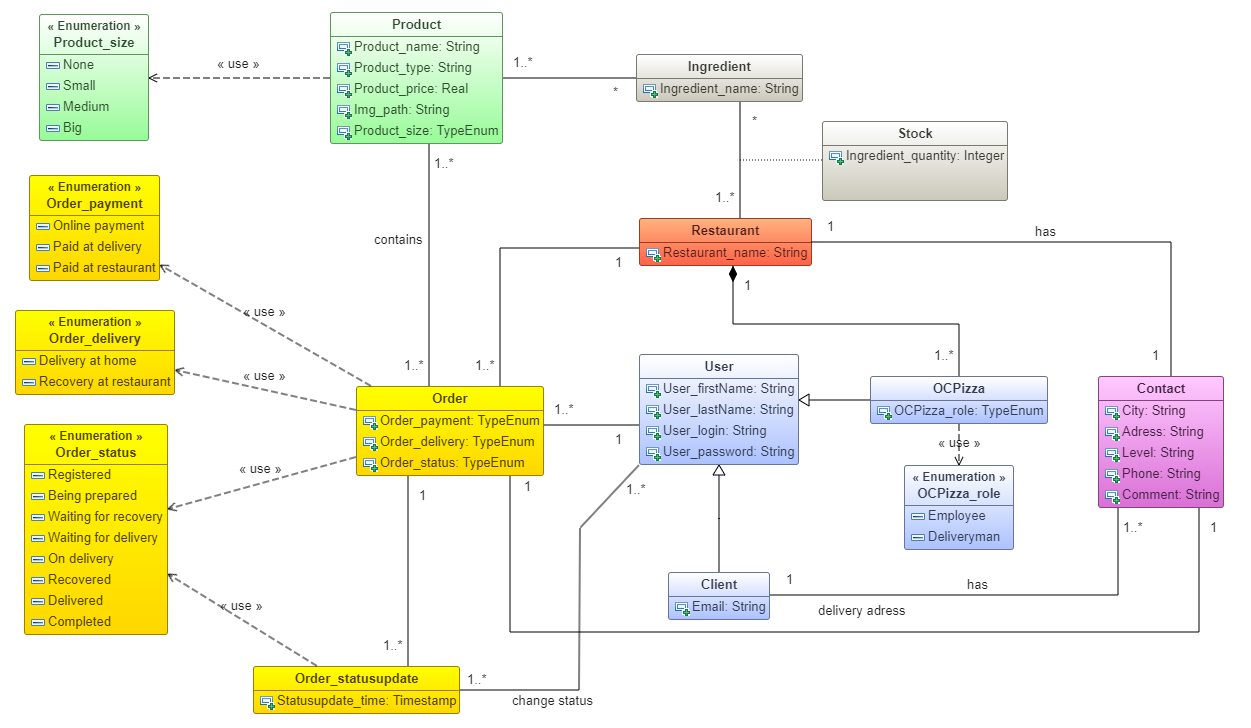 « Enumeration »
Product_size
None
Small
Medium
Big
« use »
Product
Product_name: String
Product_type: String
Product_price: Real
Img_path: String
Product_size: TypeEnum
1..*
*
Ingredient
Ingredient_name: String
*
Stock
Ingredient_quantity: Integer
1..*
1..*
« Enumeration »
Order_payment
Online payment
Paid at delivery
Paid at restaurant
« use »
contains
Restaurant
Restaurant_name: String
1
1
1
has
1
« Enumeration »
Order_delivery
Delivery at home
Recovery at restaurant
« use »
1..*
1..*
1..*
Order
Order_payment: TypeEnum
Order_delivery: TypeEnum
Order_status: TypeEnum
1..*
1
User
User_firstName: String
User_lastName: String
User_login: String
User_password: String
OCPizza
OCPizza_role: TypeEnum
« use »
« Enumeration »
OCPizza_role
Employee
Deliveryman
Contact
City: String
Adress: String
Level: String
Phone: String
Comment: String
« Enumeration »
Order_status
Registered
Being prepared
Waiting for recovery
Waiting for delivery
On delivery
Recovered
Delivered
Completed
« use »
« use »
1
1
1..*
1..*
1
Client
Email: String
1
has
delivery adress
1..*
Order_statusupdate
Statusupdate_time: Timestamp
1..*
change status